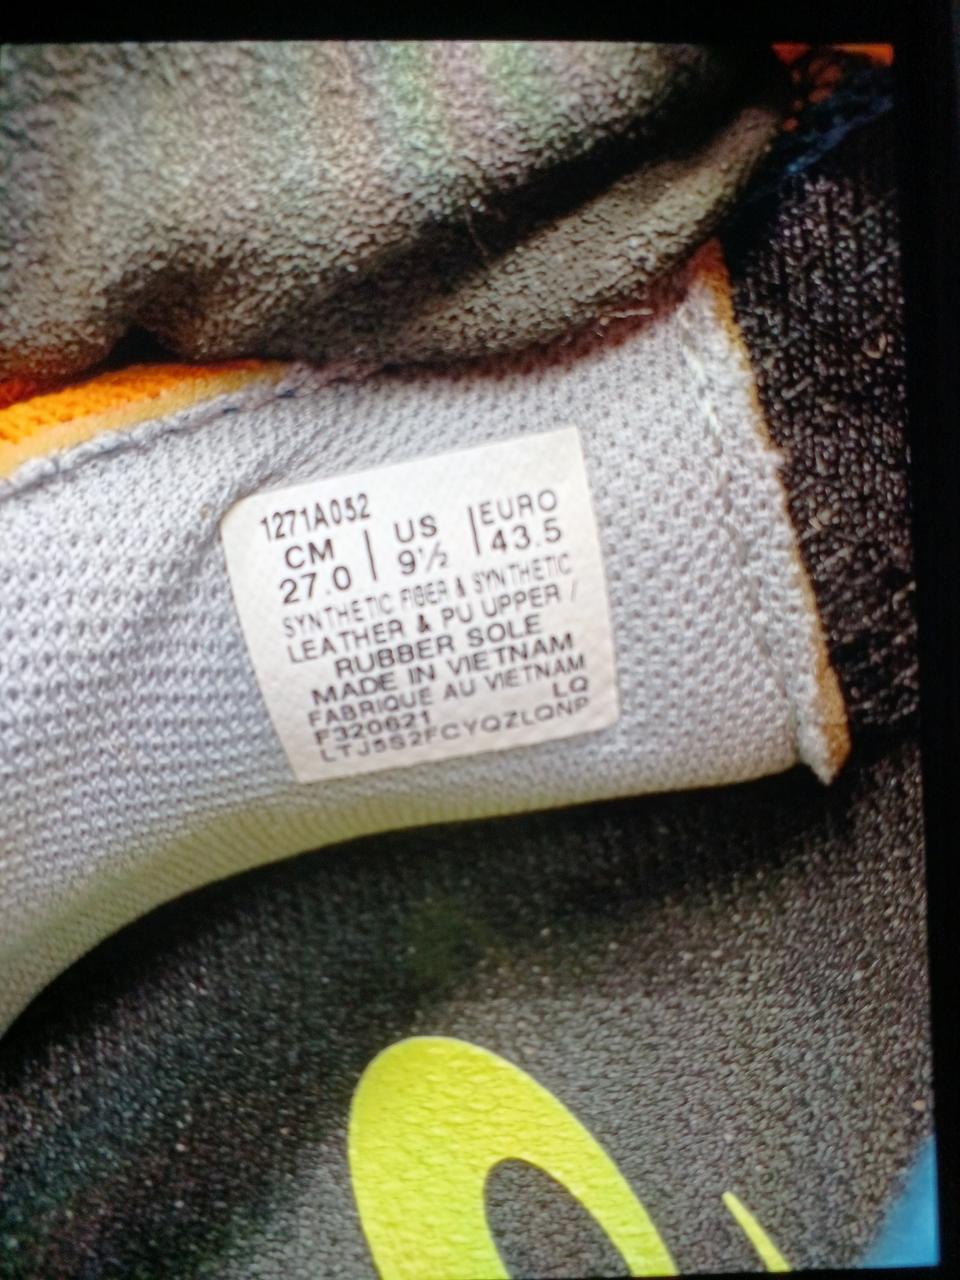 1271A052
CM | US | EURO
27.0 | 9½ | 43.5
SYNTHETIC FIBER & SYNTHETIC
LEATHER & PU UPPER /
RUBBER SOLE
MADE IN VIETNAM
FABRIQUE AU VIETNAM
F320621 LQ
LTJ5S2FCYQZLQNP